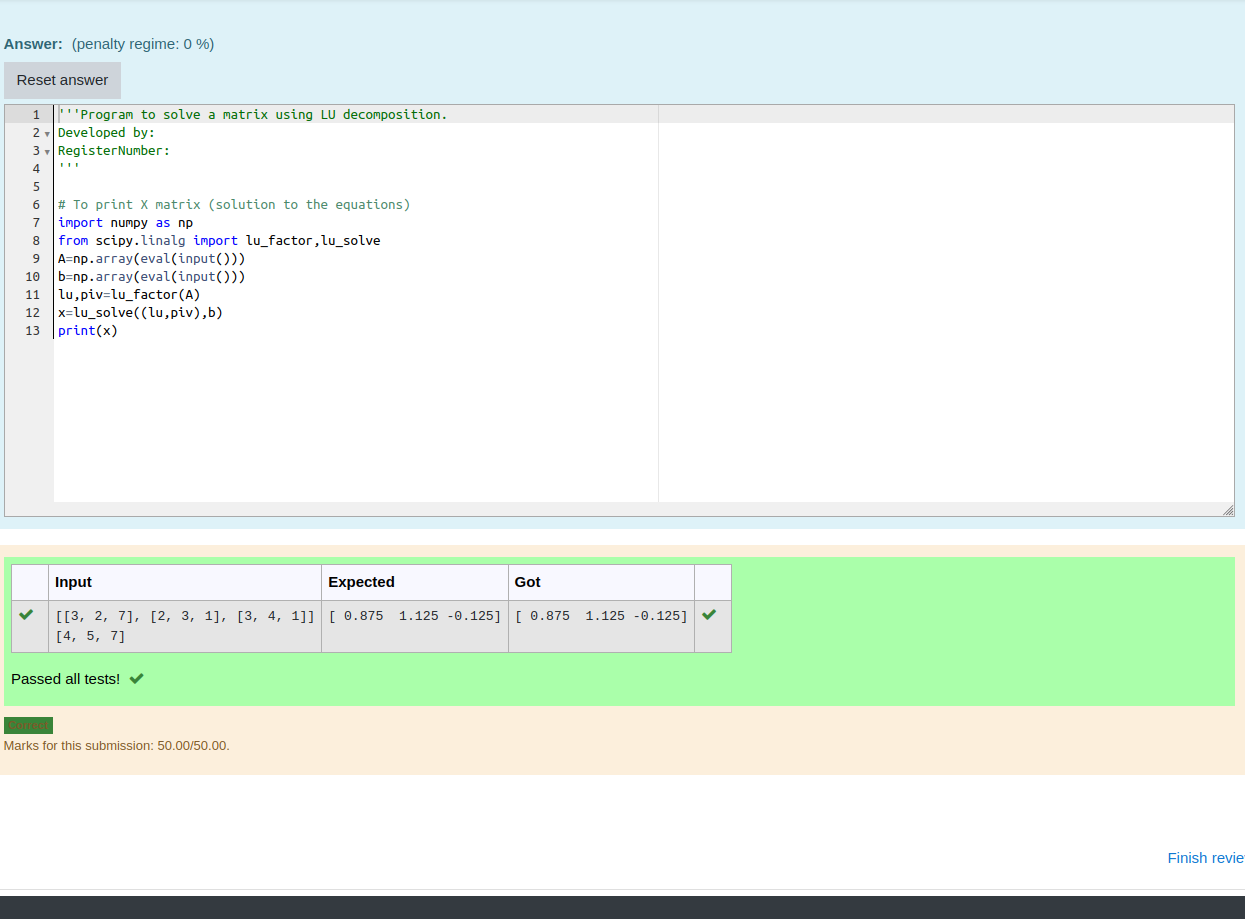 Answer: (penalty regime: 0 %)
Reset answer
1 '''Program to solve a matrix using LU decomposition.
2 Developed by:
3 RegisterNumber:
4 '''
5
6 # To print X matrix (solution to the equations)
7 import numpy as np
8 from scipy.linalg import lu_factor,lu_solve
9 A=np.array(eval(input()))
10 b=np.array(eval(input()))
11 lu,piv=lu_factor(A)
12 x=lu_solve((lu,piv),b)
13 print(x)
Input Expected Got
[[3, 2, 7], [2, 3, 1], [3, 4, 1]] [ 0.875  1.125 -0.125] [ 0.875  1.125 -0.125]
[4, 5, 7]
Passed all tests!
Correct
Marks for this submission: 50.00/50.00.
Finish revie